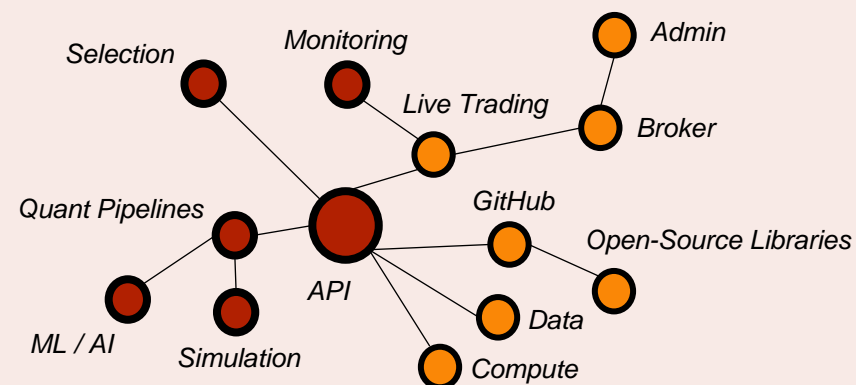 Admin
Monitoring
Selection
Live Trading
Broker
GitHub
Quant Pipelines
Open-Source Libraries
API
Data
ML / AI
Simulation
Compute